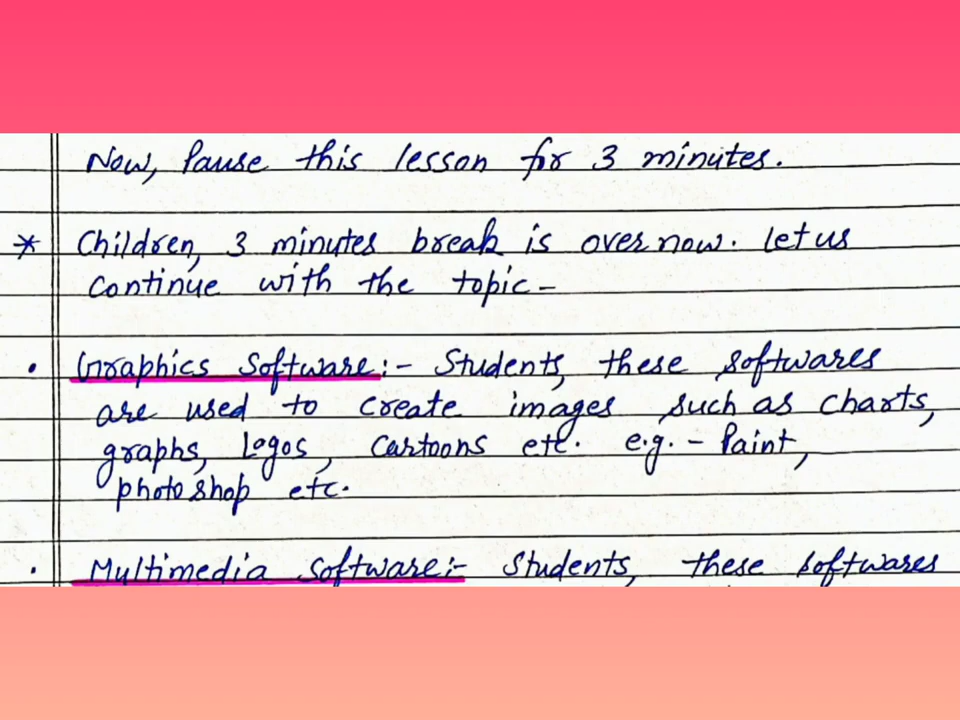 Now, Pause this lesson for 3 minutes.
* Children, 3 minutes break is over now. Let us
continue with the topic-
• Graphics Software:- Students, these softwares
are used to create images such as charts,
graphs, Logos, cartoons etc. e.g.- Paint,
photoshop etc.
• Multimedia software:- Students, these softwares